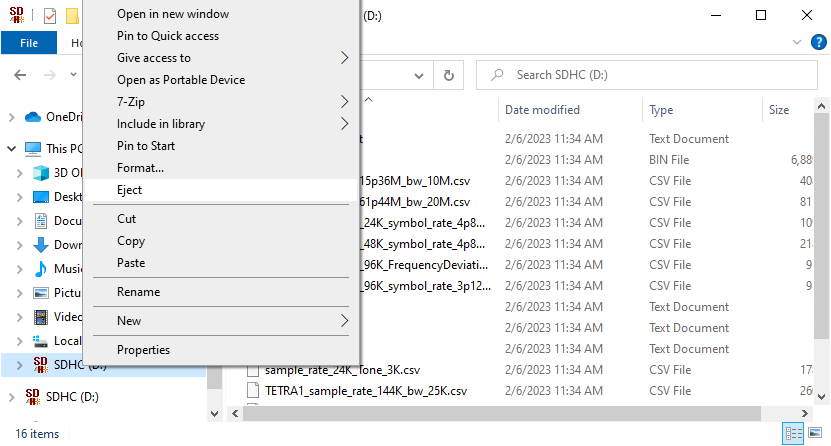 SD
(D:)
File
Ho
Open in new window
Pin to Quick access
Give access to
Open as Portable Device
7-Zip
Include in library
Pin to Start
Format...
Eject
Cut
Copy
Paste
Rename
New
Properties
Search SDHC (D:)
OneDri
This PC
3D O
Deskt
Docu
Down
Music
Pictur
Video
Local
SD SDHC (D:)
SD SDHC (D:)
Date modified Type Size
t 2/6/2023 11:34 AM Text Document
2/6/2023 11:34 AM BIN File 6,889
15p36M_bw_10M.csv 2/6/2023 11:34 AM CSV File 40
61p44M_bw_20M.csv 2/6/2023 11:34 AM CSV File 81
_24K_symbol_rate_4p8... 2/6/2023 11:34 AM CSV File 109
_48K_symbol_rate_4p8... 2/6/2023 11:34 AM CSV File 218
_96K_FrequencyDeviati... 2/6/2023 11:34 AM CSV File 9
_96K_symbol_rate_3p12... 2/6/2023 11:34 AM CSV File 9
2/6/2023 11:34 AM Text Document
2/6/2023 11:34 AM Text Document
2/6/2023 11:34 AM Text Document
sample_rate_24K_Tone_3K.csv 2/6/2023 11:34 AM CSV File 17
TETRA1_sample_rate_144K_bw_25K.csv 2/6/2023 11:34 AM CSV File 26
16 items